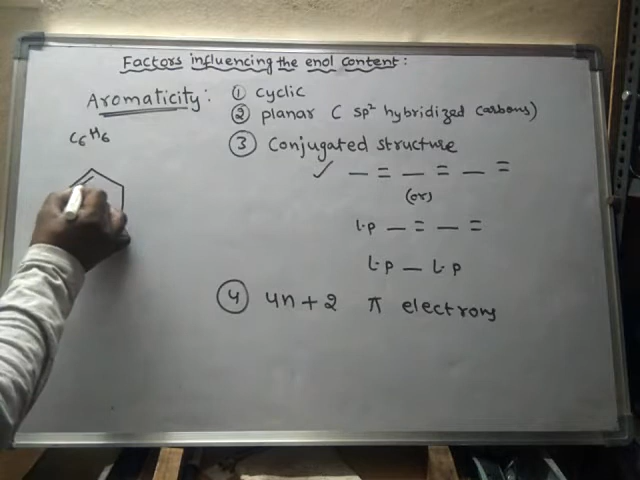 Factors influencing the enol content:
Aromaticity:
① cyclic
② planar ( sp² hybridized carbons)
C6H6
③ Conjugated structure
✓ — = — = — =
(or)
l.p — = — =
l.p — l.p
④ 4n+2 π electrons